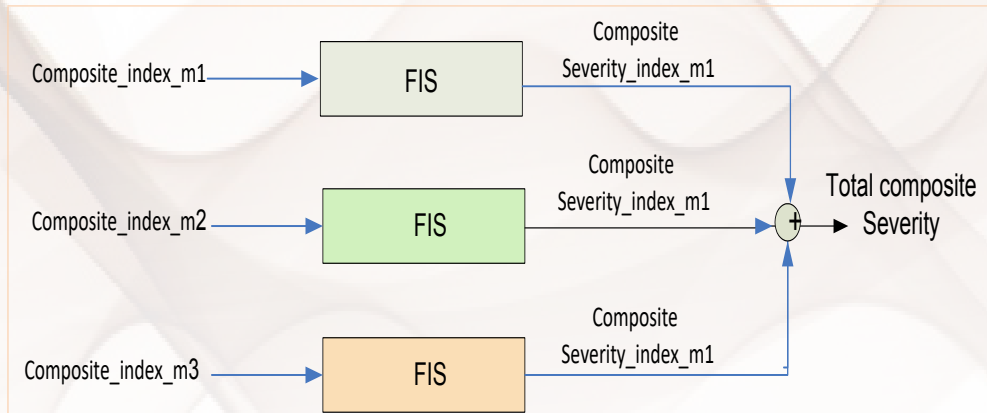 Composite_index_m1
FIS
Composite
Severity_index_m1
Composite_index_m2
FIS
Composite
Severity_index_m1
+
Total composite
Severity
Composite_index_m3
FIS
Composite
Severity_index_m1